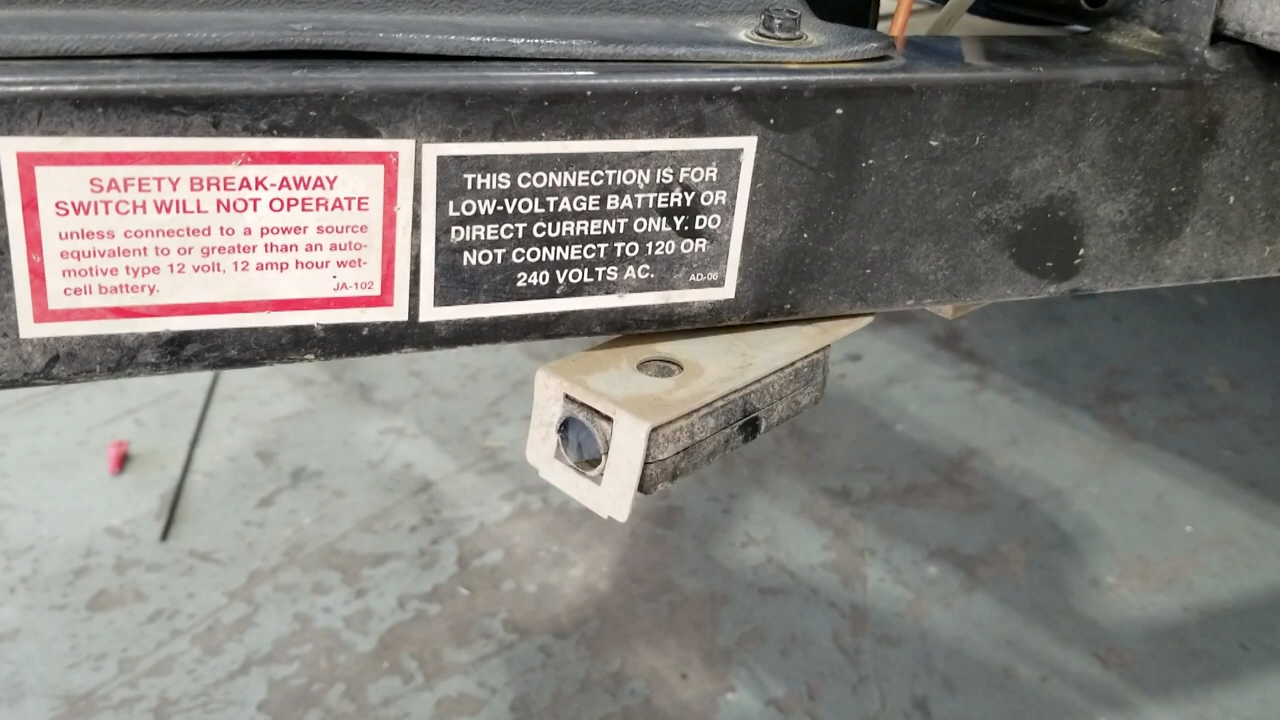 SAFETY BREAK-AWAY
SWITCH WILL NOT OPERATE
unless connected to a power source
equivalent to or greater than an auto-
motive type 12 volt, 12 amp hour wet-
cell battery.
JA-102
THIS CONNECTION IS FOR
LOW-VOLTAGE BATTERY OR
DIRECT CURRENT ONLY. DO
NOT CONNECT TO 120 OR
240 VOLTS AC.
AD-06